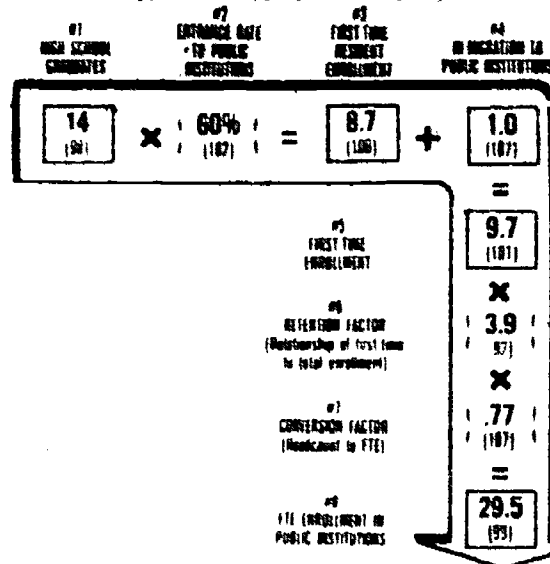 #1
HIGH SCHOOL
GRADUATES
#2
ENTRANCE RATE
TO PUBLIC
INSTITUTIONS
#3
FIRST TIME
RESIDENT
ENROLLMENT
#4
IN MIGRATION TO
PUBLIC INSTITUTIONS
14 × 60% = 8.7 + 1.0
(102) (107)
=
#5
FIRST TIME
ENROLLMENT
9.7
(101)
×
#6
RETENTION FACTOR
(Relationship of first time
to total enrollment)
3.9
97)
×
#7
CONVERSION FACTOR
(Headcount to FTE)
.77
(107)
=
#8
FTE ENROLLMENT IN
PUBLIC INSTITUTIONS
29.5